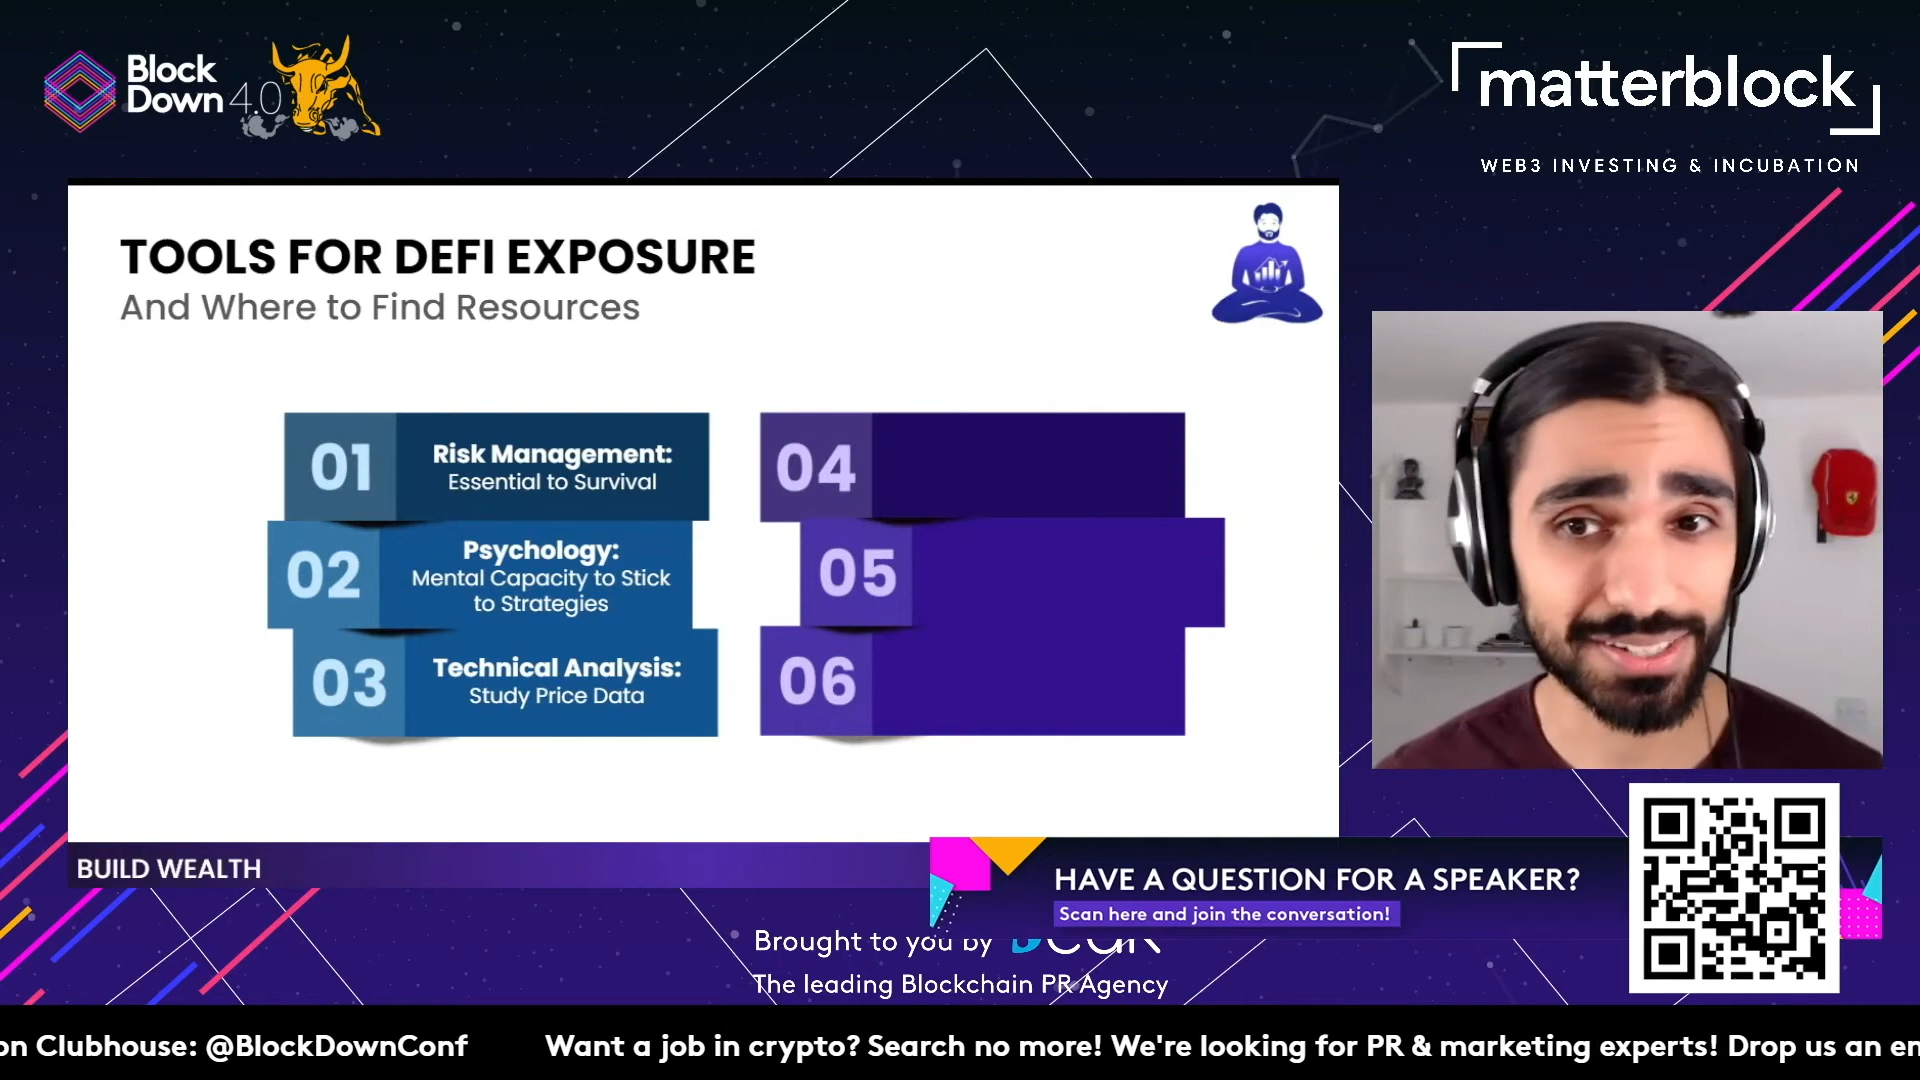 Block
Down 4.0
matterblock
WEB3 INVESTING & INCUBATION
TOOLS FOR DEFI EXPOSURE
And Where to Find Resources
01
Risk Management:
Essential to Survival
02
Psychology:
Mental Capacity to Stick
to Strategies
03
Technical Analysis:
Study Price Data
04
05
06
BUILD WEALTH
HAVE A QUESTION FOR A SPEAKER?
Scan here and join the conversation!
Brought to you by
The leading Blockchain PR Agency
on Clubhouse: @BlockDownConf Want a job in crypto? Search no more! We're looking for PR & marketing experts! Drop us an